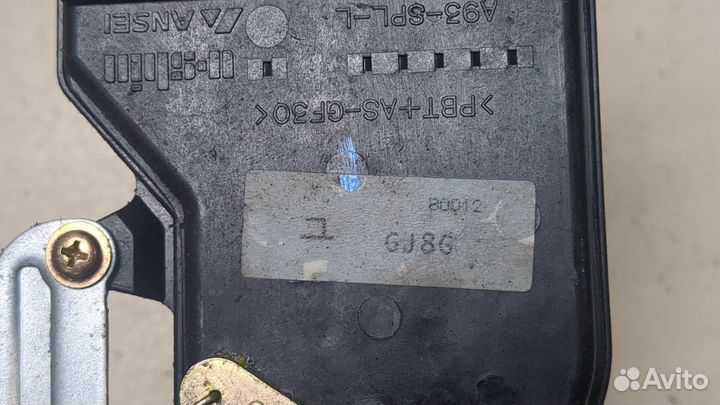 ANSEI
A93-SPL-L
>PBT+AS-GF30<
80012
GJ8G
Avito